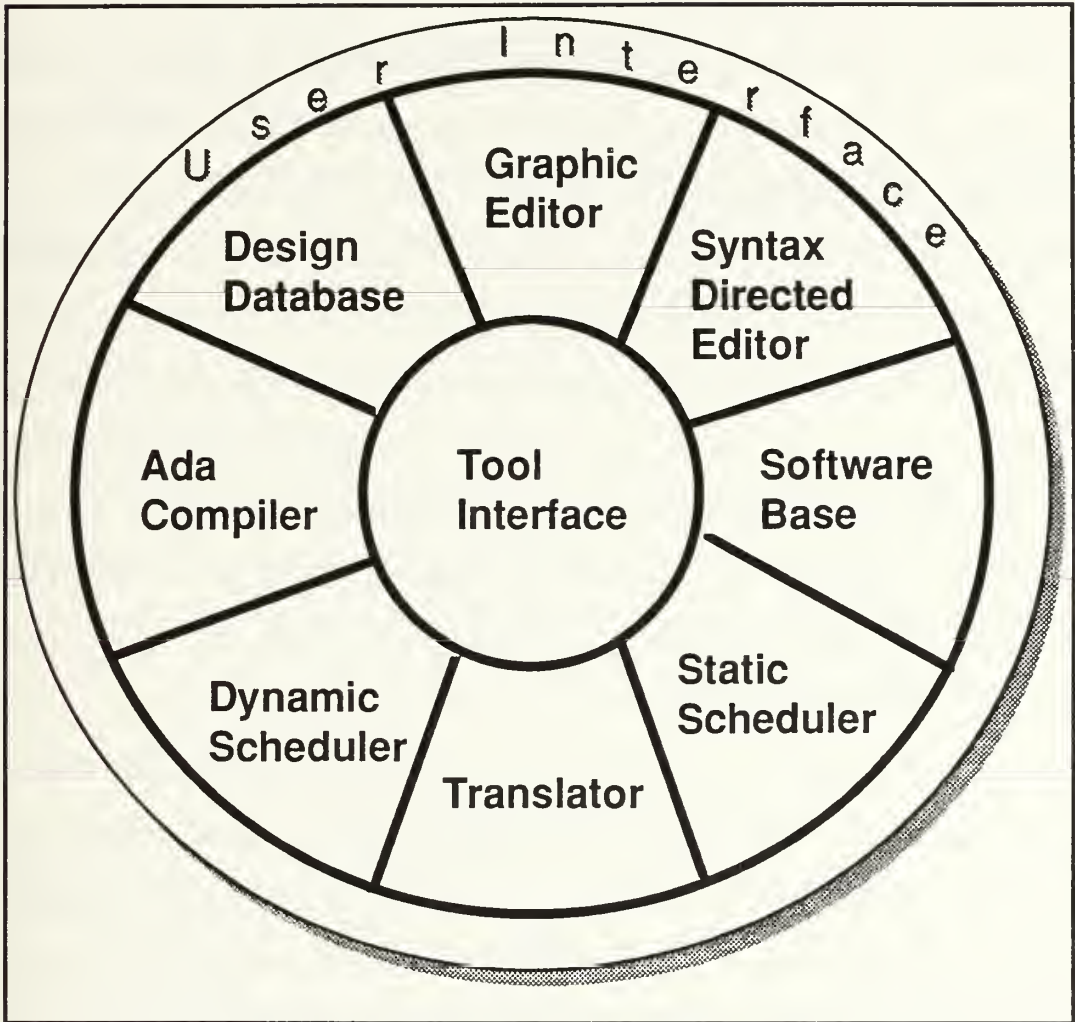 User Interface
Graphic
Editor
Design
Database
Syntax
Directed
Editor
Ada
Compiler
Tool
Interface
Software
Base
Dynamic
Scheduler
Static
Scheduler
Translator